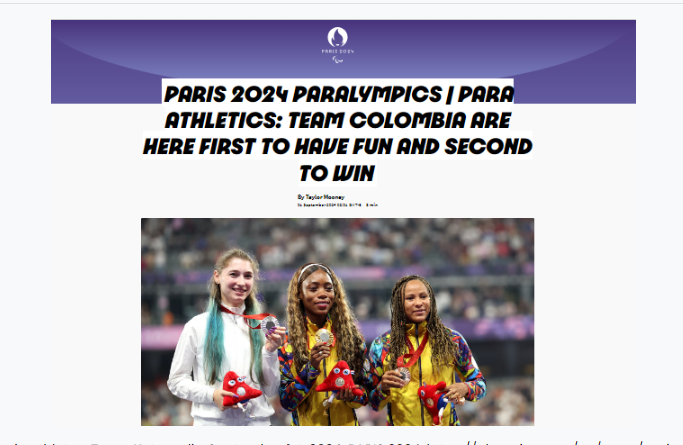 PARIS 2024
PARIS 2024 PARALYMPICS | PARA
ATHLETICS: TEAM COLOMBIA ARE
HERE FIRST TO HAVE FUN AND SECOND
TO WIN
By Taylor Mooney